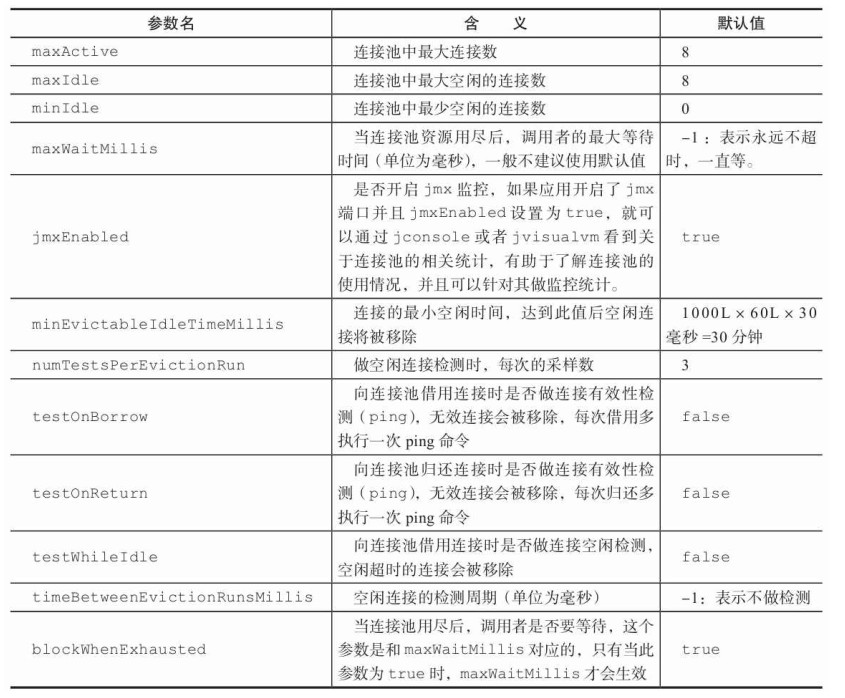 参数名 含 义 默认值
maxActive 连接池中最大连接数 8
maxIdle 连接池中最大空闲的连接数 8
minIdle 连接池中最少空闲的连接数 0
maxWaitMillis
当连接池资源用尽后，调用者的最大等待
时间（单位为毫秒），一般不建议使用默认值
-1：表示永远不超
时，一直等。
jmxEnabled
是否开启 jmx 监控，如果应用开启了 jmx
端口并且 jmxEnabled 设置为 true，就可
以通过 jconsole 或者 jvisualvm 看到关
于连接池的相关统计，有助于了解连接池的
使用情况，并且可以针对其做监控统计。
true
minEvictableIdleTimeMillis
连接的最小空闲时间，达到此值后空闲连
接将被移除
1000L × 60L × 30
毫秒 =30 分钟
numTestsPerEvictionRun 做空闲连接检测时，每次的采样数 3
testOnBorrow
向连接池借用连接时是否做连接有效性检
测（ping），无效连接会被移除，每次借用多
执行一次 ping 命令
false
testOnReturn
向连接池归还连接时是否做连接有效性检
测（ping），无效连接会被移除，每次归还多
执行一次 ping 命令
false
testWhileIdle
向连接池借用连接时是否做连接空闲检测，
空闲超时的连接会被移除
false
timeBetweenEvictionRunsMillis 空闲连接的检测周期（单位为毫秒） -1：表示不做检测
blockWhenExhausted
当连接池用尽后，调用者是否要等待，这个
参数是和 maxWaitMillis 对应的，只有当此
参数为 true 时，maxWaitMillis 才会生效
true